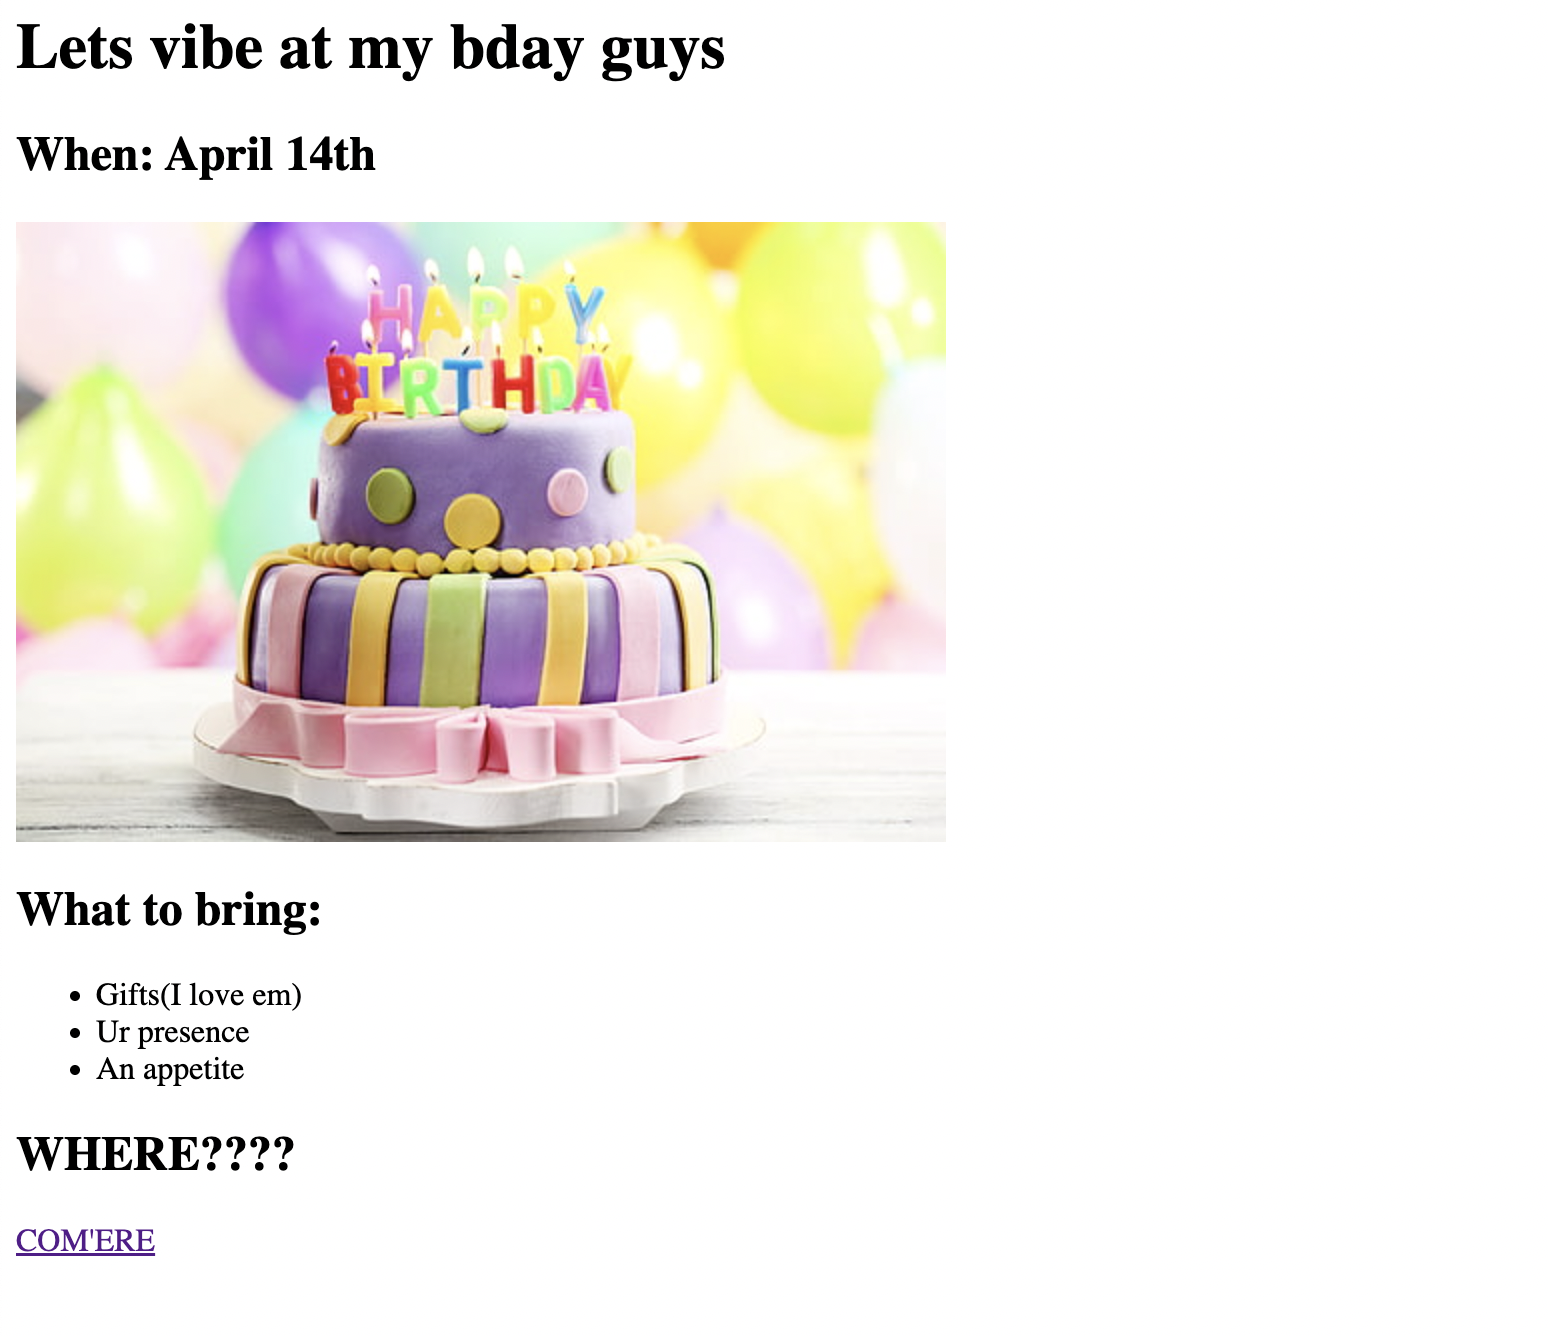 Lets vibe at my bday guys
When: April 14th
HAPPY
BIRTHDAY
What to bring:
Gifts(I love em)
Ur presence
An appetite
WHERE????
COM'ERE